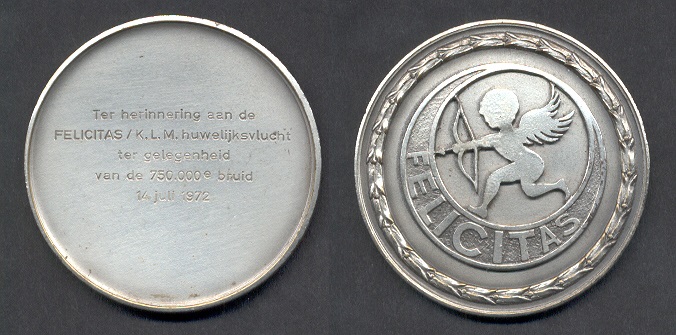 Ter herinnering aan de
FELICITAS/K.L.M. huwelijksvlucht
ter gelegenheid
van de 750.000e bruid
14 juli 1972
FELICITAS